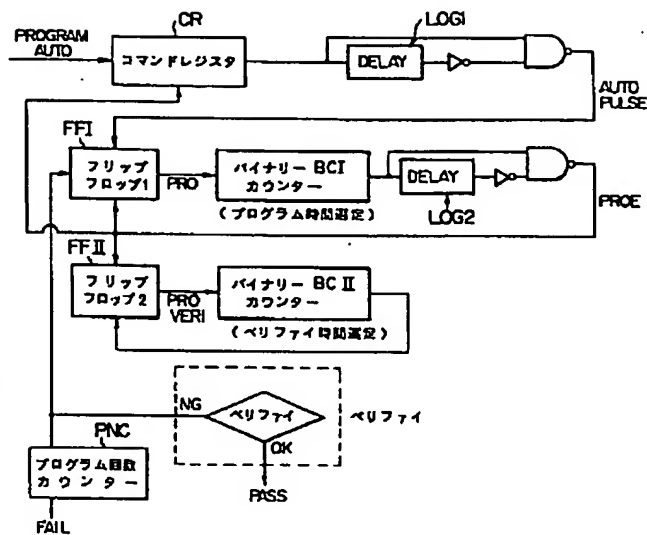 CR
PROGRAM
AUTO
コマンドレジスタ
LOG1
DELAY
AUTO
PULSE
FFI
フリップ
フロップ1
PRO
バイナリー BCI
カウンター
(プログラム時間選定)
DELAY
LOG2
PROE
FFII
フリップ
フロップ2
PRO
VERI
バイナリー BCII
カウンター
(ベリファイ時間選定)
NG
ベリファイ
OK
PASS
ベリファイ
PNC
プログラム回数
カウンター
FAIL